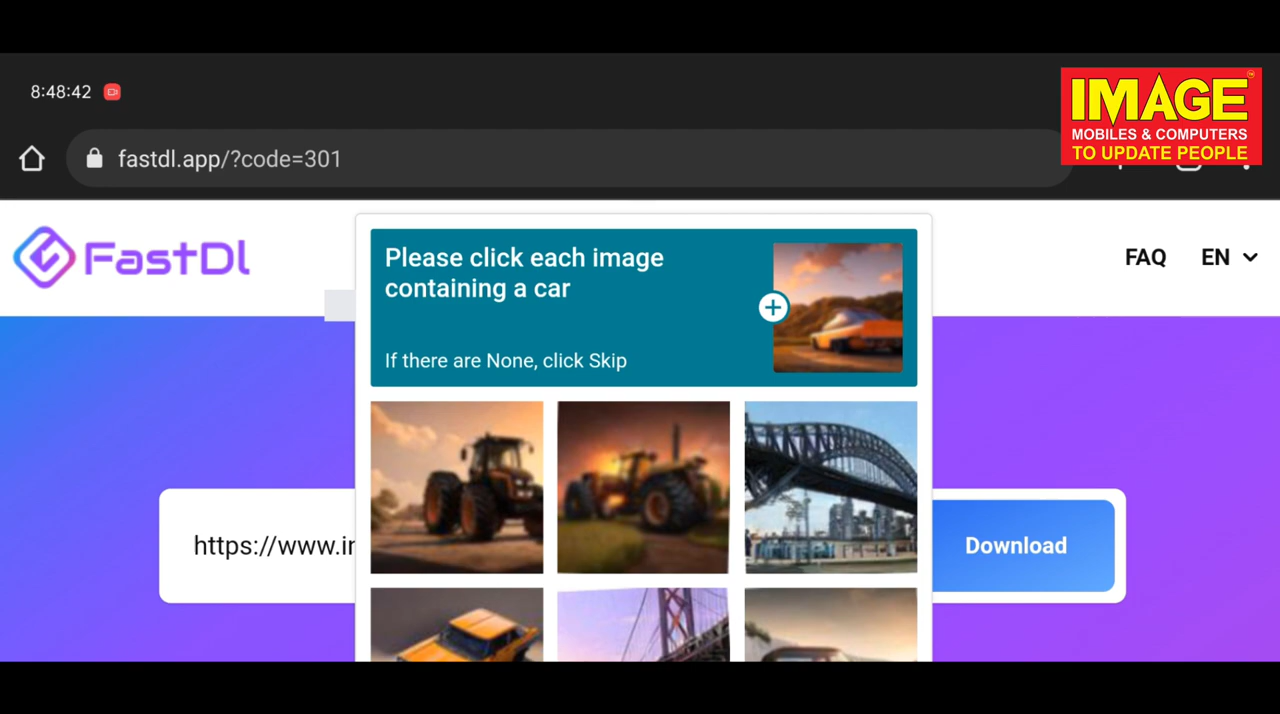 8:48:42
IMAGE
MOBILES & COMPUTERS
TO UPDATE PEOPLE
fastdl.app/?code=301
FastDl
FAQ
EN
Please click each image
containing a car
If there are None, click Skip
https://www.in
Download